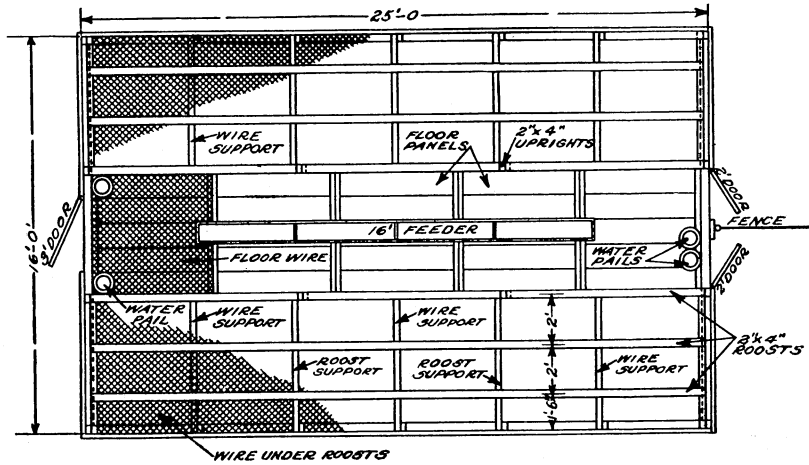 25'-0
WIRE
SUPPORT
FLOOR
PANELS
2"x 4"
UPRIGHTS
2' DOOR
16'-0'
3' DOOR
16' FEEDER
FENCE
FLOOR WIRE
WATER
PAILS
2' DOOR
WATER
PAIL
WIRE
SUPPORT
WIRE
SUPPORT
2'
2"x 4"
ROOSTS
ROOST
SUPPORT
ROOST
SUPPORT
2'
WIRE
SUPPORT
1'-6"
WIRE UNDER ROOSTS